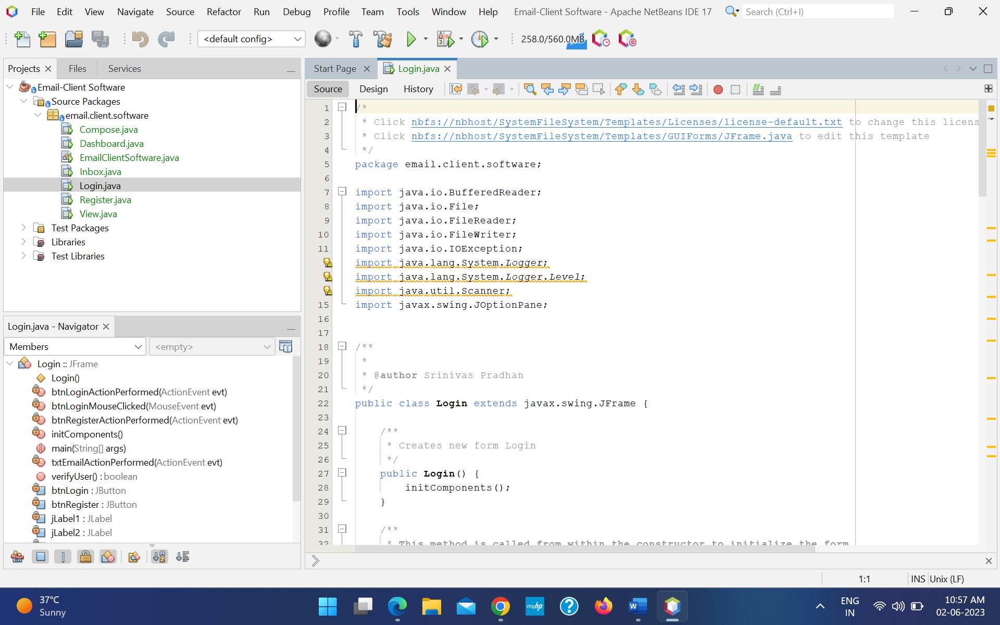 File Edit View Navigate Source Refactor Run Debug Profile Team Tools Window Help Email-Client Software - Apache NetBeans IDE 17 Search (Ctrl+I)
<default config> 258.0/560.0MB
Projects Files Services
Email-Client Software
Source Packages
email.client.software
Compose.java
Dashboard.java
EmailClientSoftware.java
Inbox.java
Login.java
Register.java
View.java
Test Packages
Libraries
Test Libraries
Login.java - Navigator
Members <empty>
Login :: JFrame
Login()
btnLoginActionPerformed(ActionEvent evt)
btnLoginMouseClicked(MouseEvent evt)
btnRegisterActionPerformed(ActionEvent evt)
initComponents()
main(String[] args)
txtEmailActionPerformed(ActionEvent evt)
verifyUser() : boolean
btnLogin : JButton
btnRegister : JButton
jLabel1 : JLabel
jLabel2 : JLabel
Start Page Login.java
Source Design History
1 /*
2 * Click nbfs://nbhost/SystemFileSystem/Templates/Licenses/license-default.txt to change this licens
3 * Click nbfs://nbhost/SystemFileSystem/Templates/GUIForms/JFrame.java to edit this template
4 */
5 package email.client.software;
6
7 import java.io.BufferedReader;
8 import java.io.File;
9 import java.io.FileReader;
10 import java.io.FileWriter;
11 import java.io.IOException;
import java.lang.System.Logger;
import java.lang.System.Logger.Level;
import java.util.Scanner;
15 import javax.swing.JOptionPane;
16
17
18 /**
19 *
20 * @author Srinivas Pradhan
21 */
22 public class Login extends javax.swing.JFrame {
23
24 /**
25 * Creates new form Login
26 */
27 public Login() {
28 initComponents();
29 }
30
31 /**
32 * This method is called from within the constructor to initialize the form
1:1 INS Unix (LF)
37°C
Sunny
myhp
ENG
IN
10:57 AM
02-06-2023